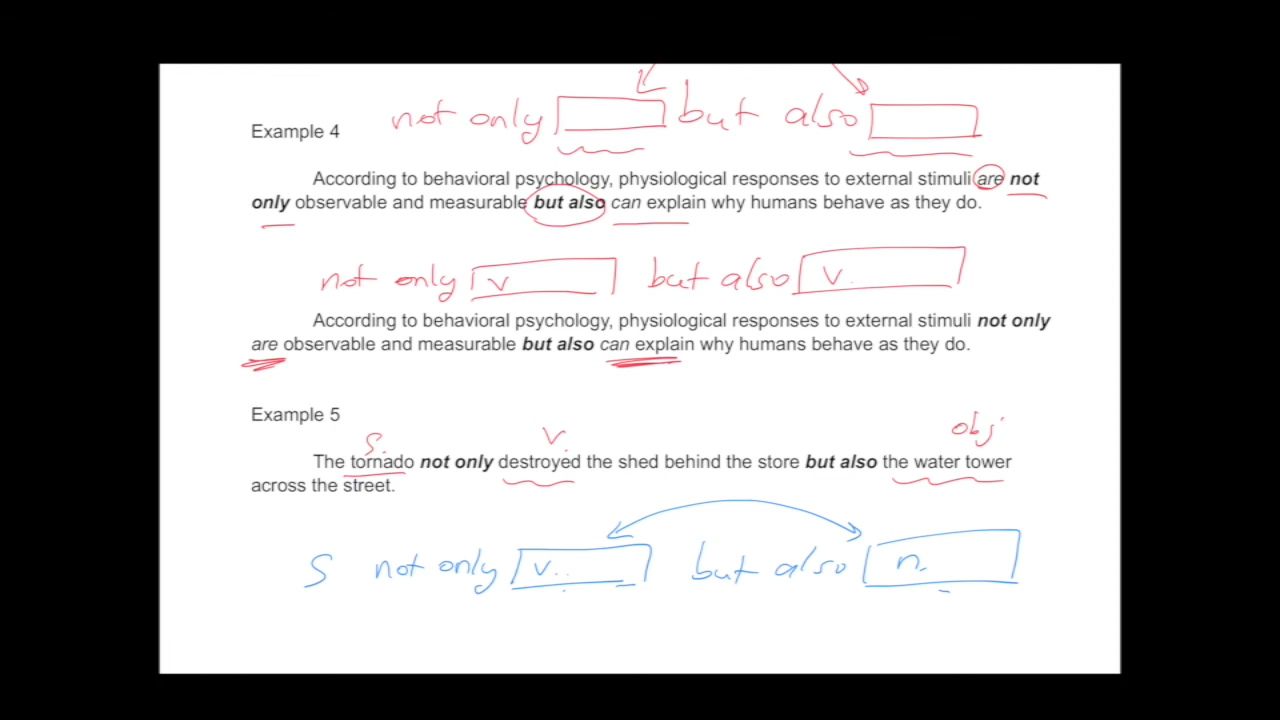 not only but also
Example 4
According to behavioral psychology, physiological responses to external stimuli are not
only observable and measurable but also can explain why humans behave as they do.
not only v but also v.
According to behavioral psychology, physiological responses to external stimuli not only
are observable and measurable but also can explain why humans behave as they do.
Example 5
S. v. obj
The tornado not only destroyed the shed behind the store but also the water tower
across the street.
S not only v.. but also n.